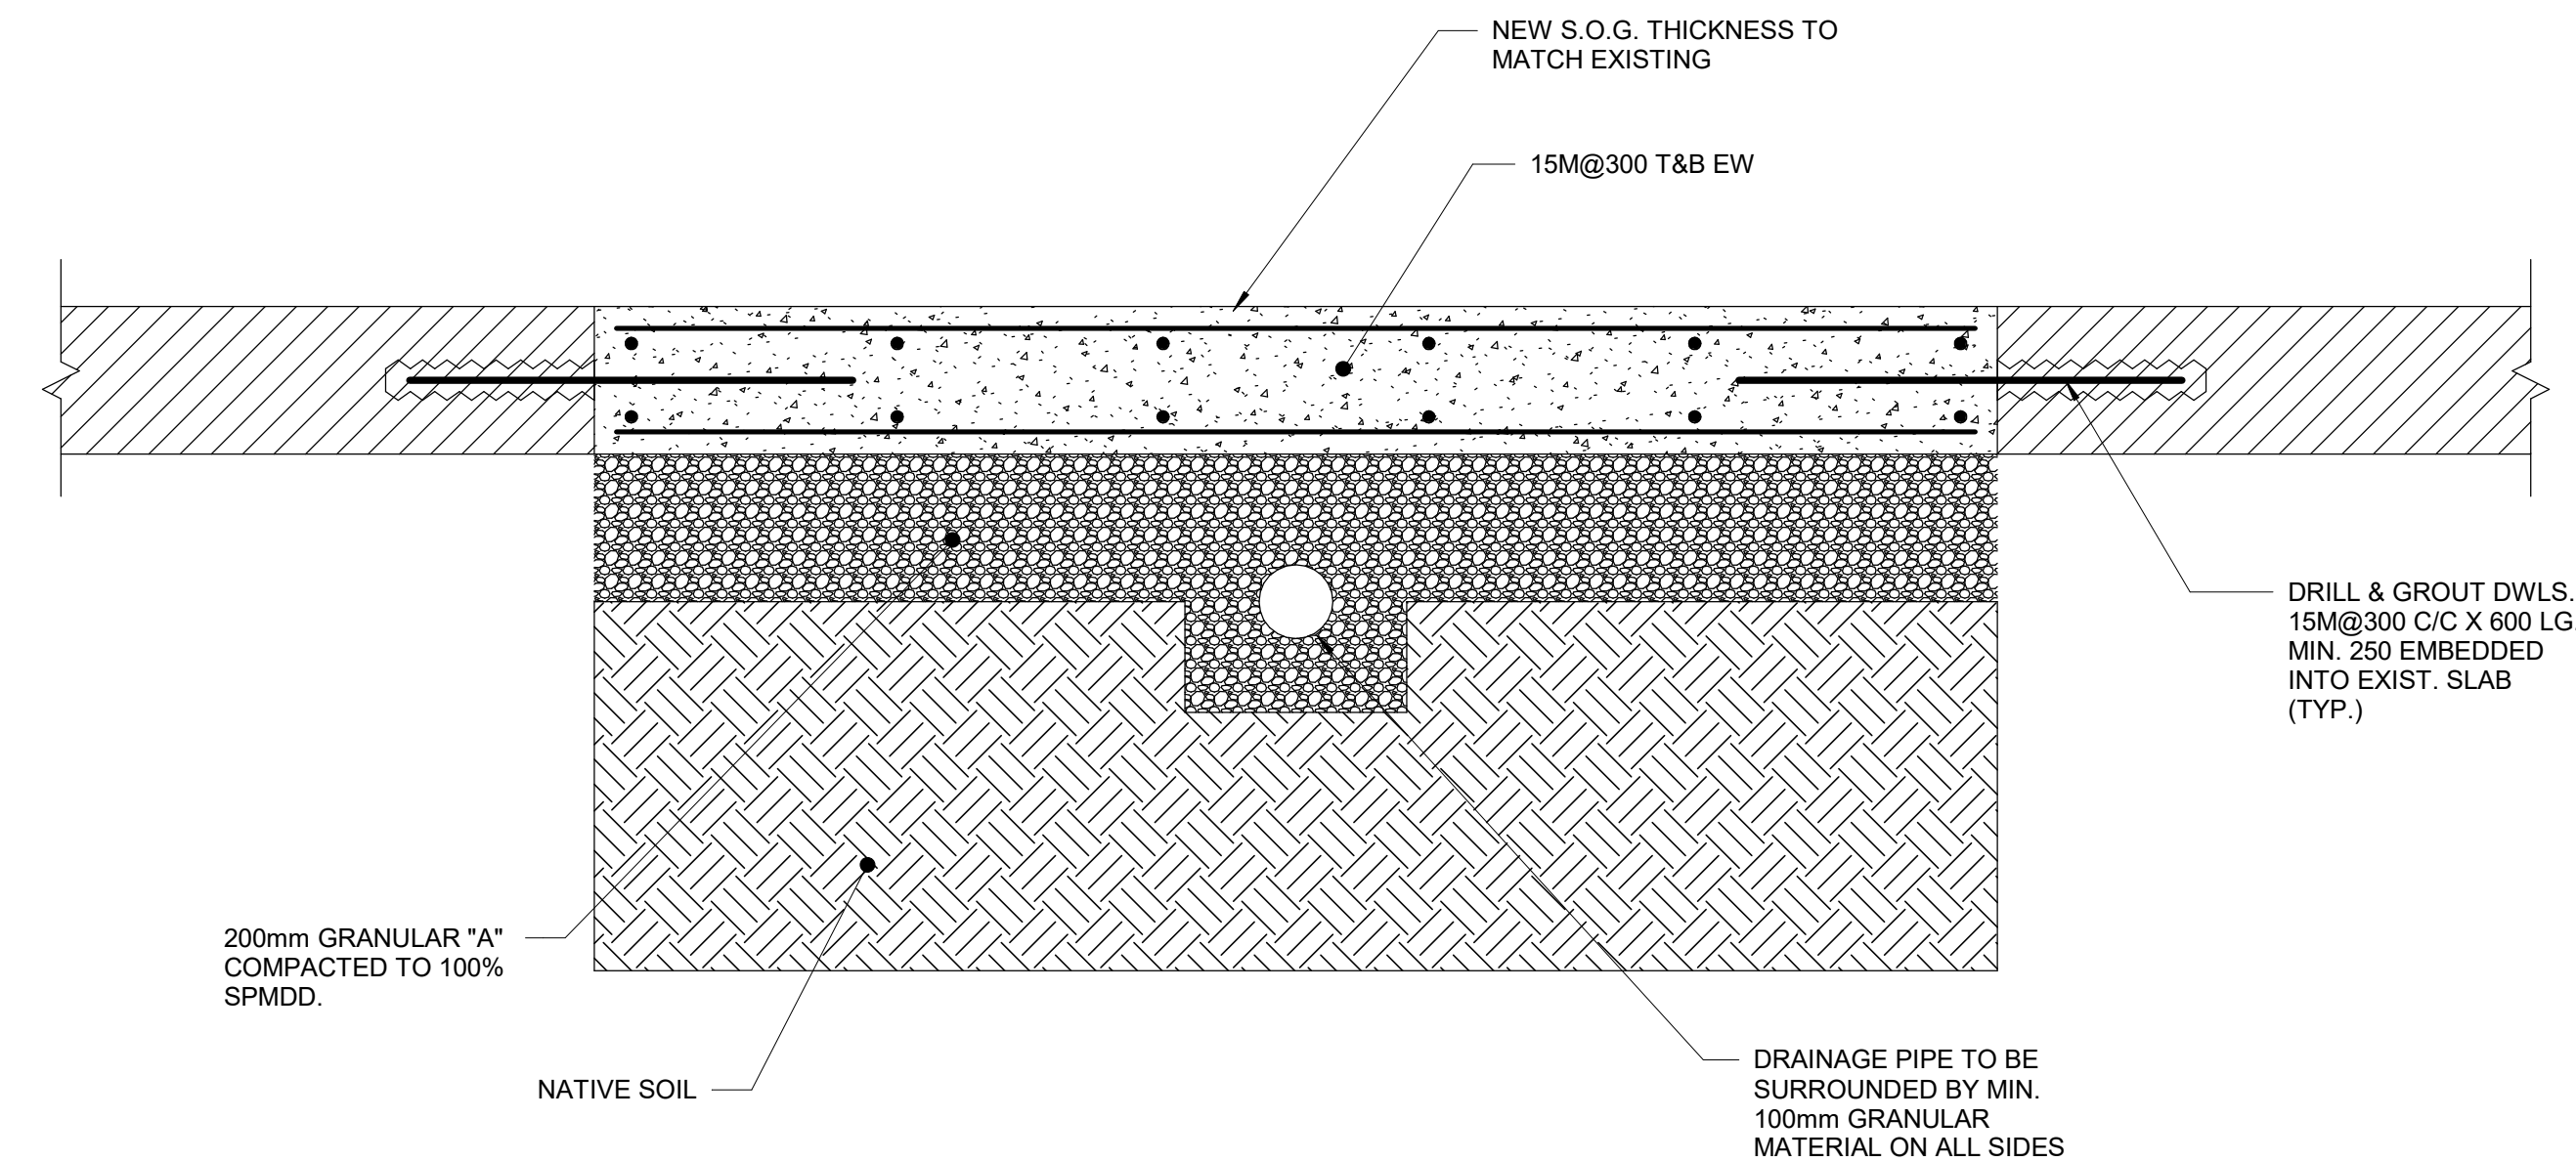 NEW S.O.G. THICKNESS TO
MATCH EXISTING
15M@300 T&B EW
DRILL & GROUT DWLS.
15M@300 C/C X 600 LG.
MIN. 250 EMBEDDED
INTO EXIST. SLAB
(TYP.)
200mm GRANULAR "A"
COMPACTED TO 100%
SPMDD.
NATIVE SOIL
DRAINAGE PIPE TO BE
SURROUNDED BY MIN.
100mm GRANULAR
MATERIAL ON ALL SIDES